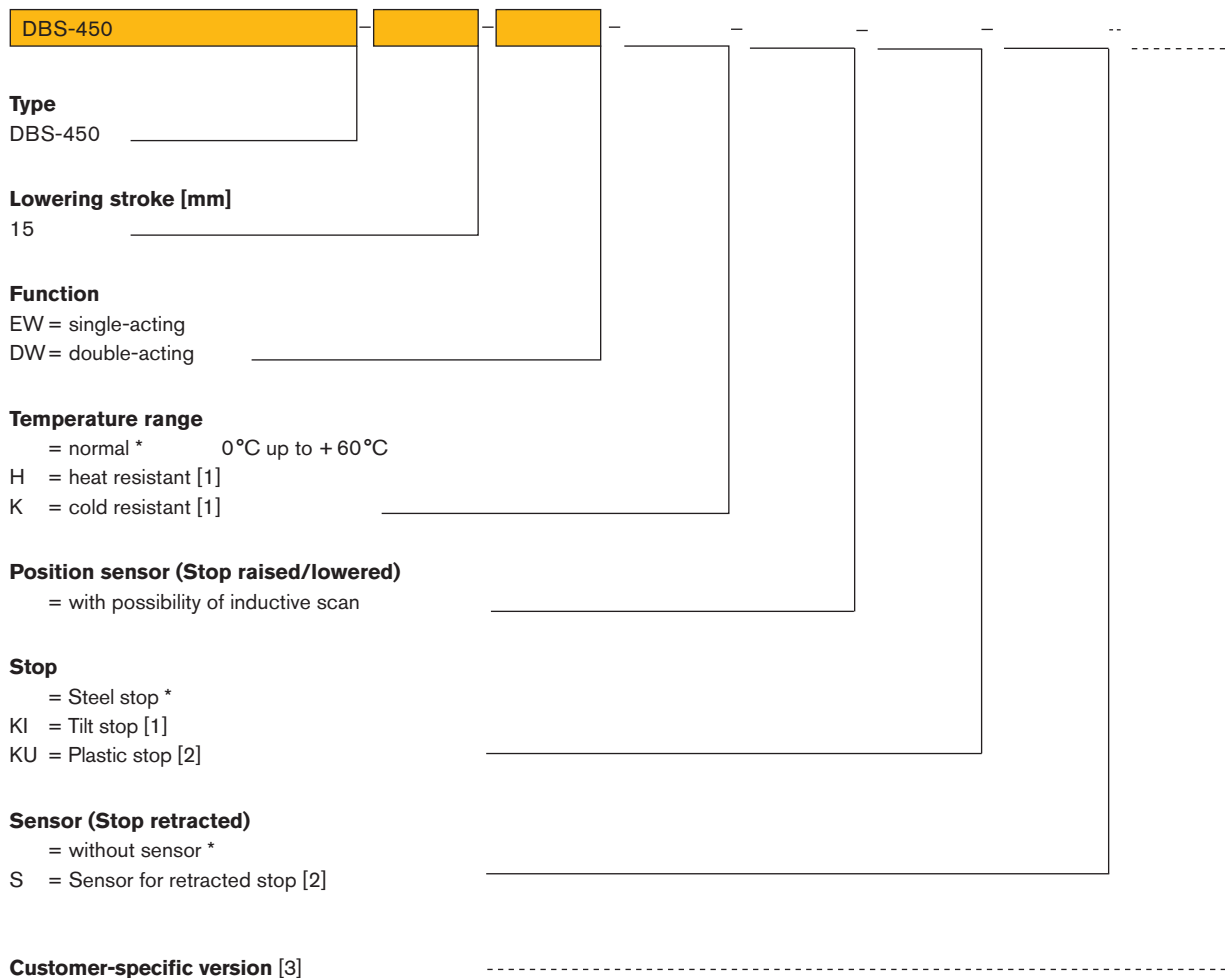 DBS-450 – – – – – – --
Type
DBS-450
Lowering stroke [mm]
15
Function
EW = single-acting
DW = double-acting
Temperature range
= normal * 0 °C up to + 60 °C
H = heat resistant [1]
K = cold resistant [1]
Position sensor (Stop raised/lowered)
= with possibility of inductive scan
Stop
= Steel stop *
KI = Tilt stop [1]
KU = Plastic stop [2]
Sensor (Stop retracted)
= without sensor *
S = Sensor for retracted stop [2]
Customer-specific version [3]